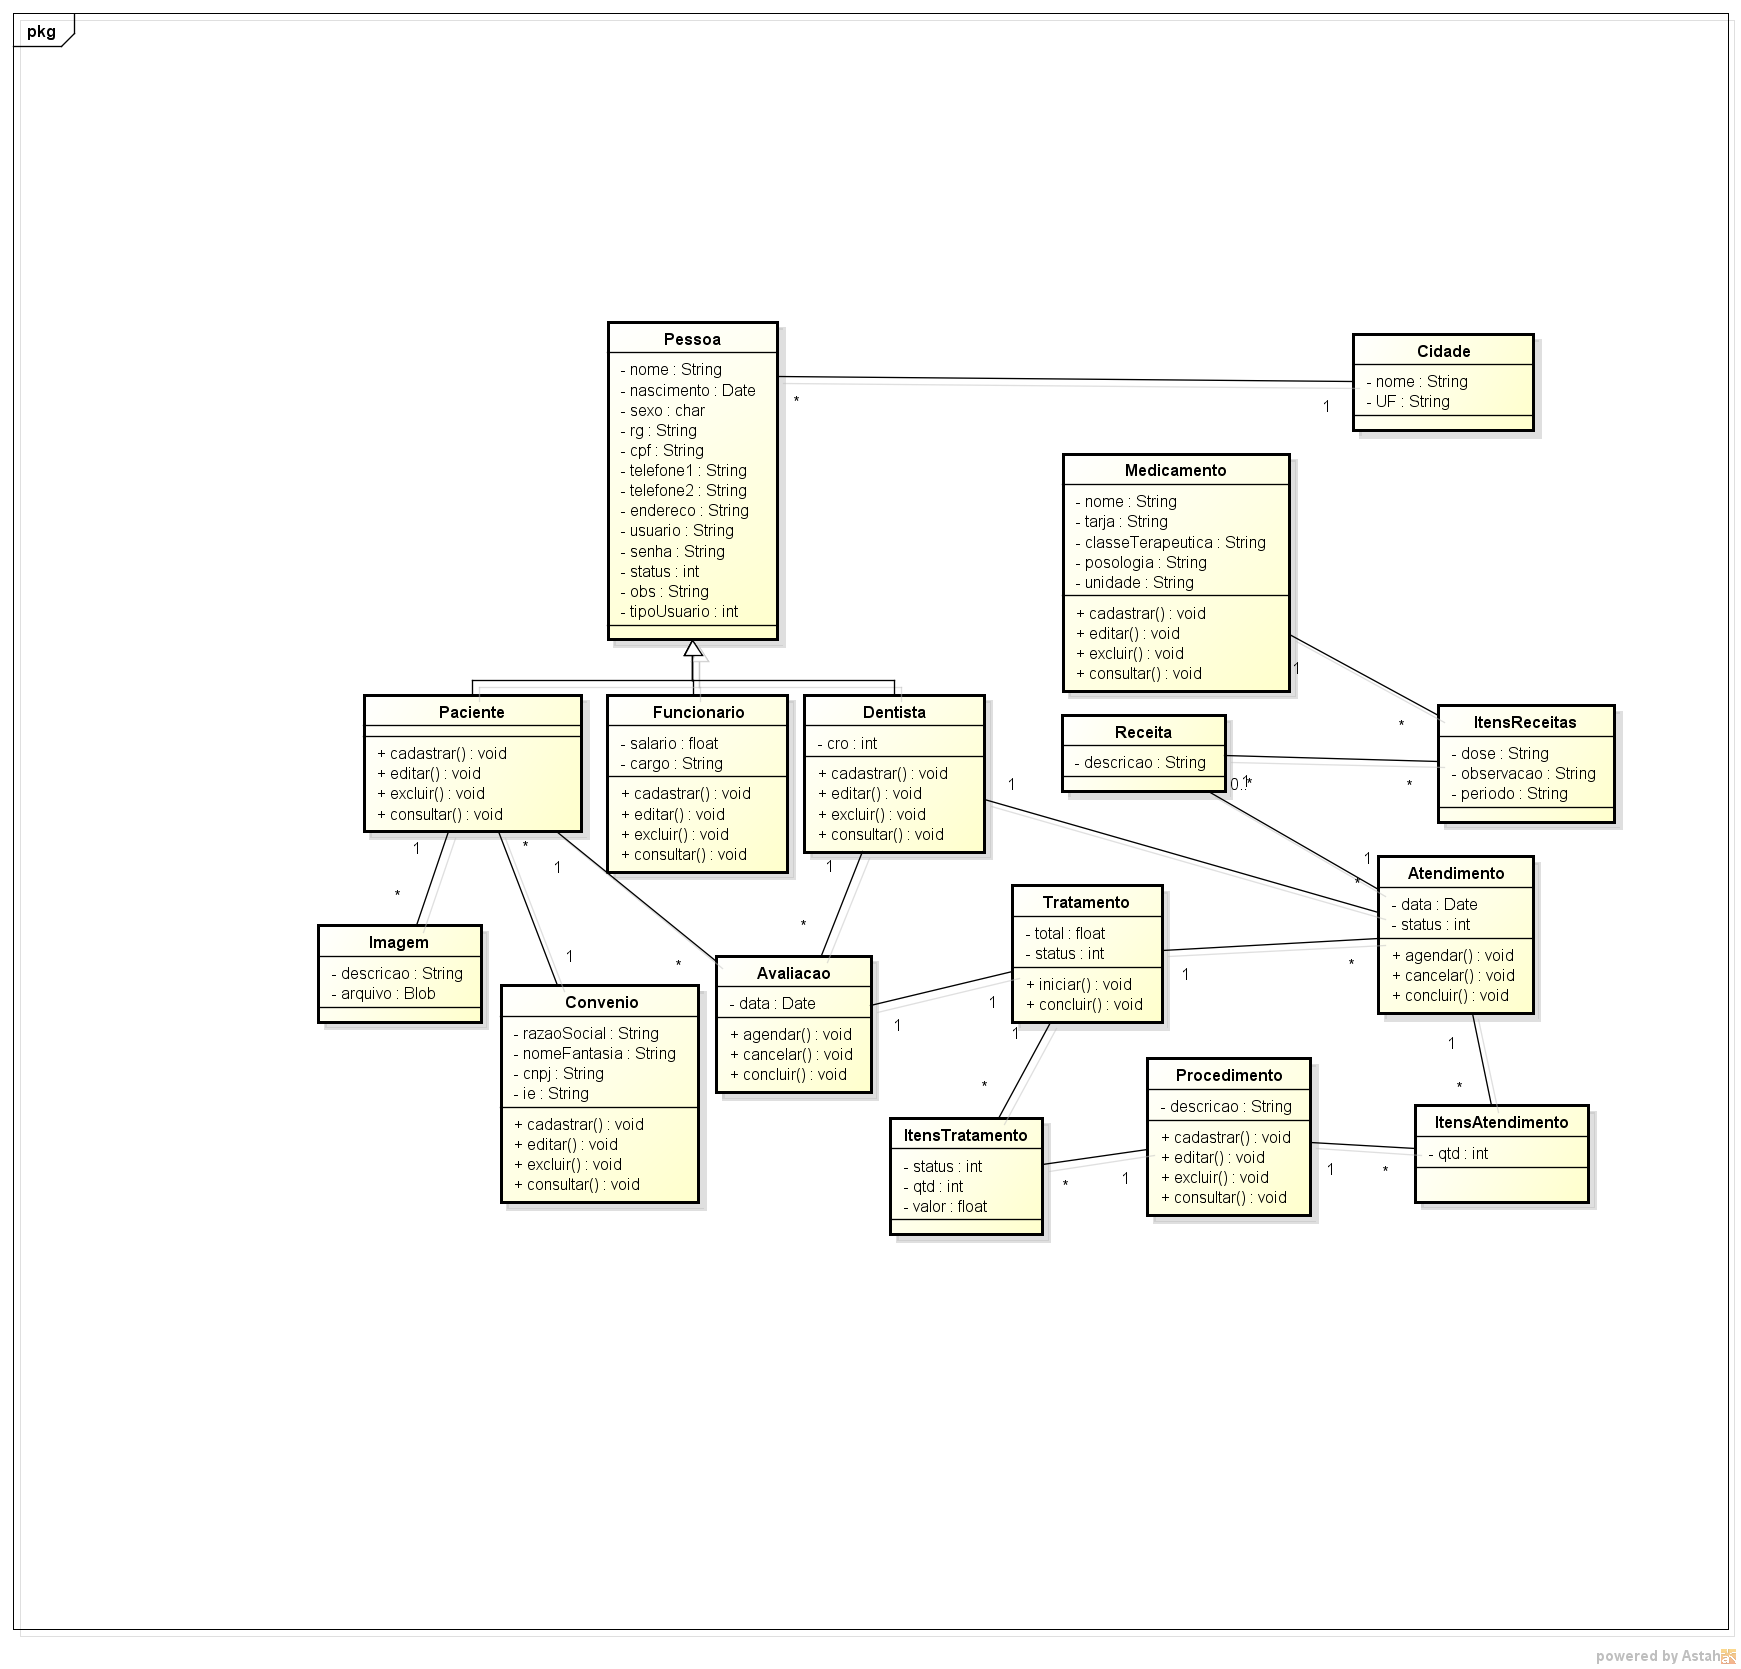 pkg
Pessoa
- nome : String
- nascimento : Date
- sexo : char
- rg : String
- cpf : String
- telefone1 : String
- telefone2 : String
- endereco : String
- usuario : String
- senha : String
- status : int
- obs : String
- tipoUsuario : int
*
1
Cidade
- nome : String
- UF : String
Medicamento
- nome : String
- tarja : String
- classeTerapeutica : String
- posologia : String
- unidade : String
+ cadastrar() : void
+ editar() : void
+ excluir() : void
+ consultar() : void
1
*
Paciente
+ cadastrar() : void
+ editar() : void
+ excluir() : void
+ consultar() : void
Funcionario
- salario : float
- cargo : String
+ cadastrar() : void
+ editar() : void
+ excluir() : void
+ consultar() : void
Dentista
- cro : int
+ cadastrar() : void
+ editar() : void
+ excluir() : void
+ consultar() : void
Receita
- descricao : String
ItensReceitas
- dose : String
- observacao : String
- periodo : String
1
0..*
1
*
1
*
*
1
1
1
*
Atendimento
- data : Date
- status : int
+ agendar() : void
+ cancelar() : void
+ concluir() : void
*
*
Imagem
- descricao : String
- arquivo : Blob
1
*
Convenio
- razaoSocial : String
- nomeFantasia : String
- cnpj : String
- ie : String
+ cadastrar() : void
+ editar() : void
+ excluir() : void
+ consultar() : void
Avaliacao
- data : Date
+ agendar() : void
+ cancelar() : void
+ concluir() : void
Tratamento
- total : float
- status : int
+ iniciar() : void
+ concluir() : void
1
*
1
1
1
*
1
*
ItensTratamento
- status : int
- qtd : int
- valor : float
*
1
Procedimento
- descricao : String
+ cadastrar() : void
+ editar() : void
+ excluir() : void
+ consultar() : void
1
*
ItensAtendimento
- qtd : int
powered by Astah